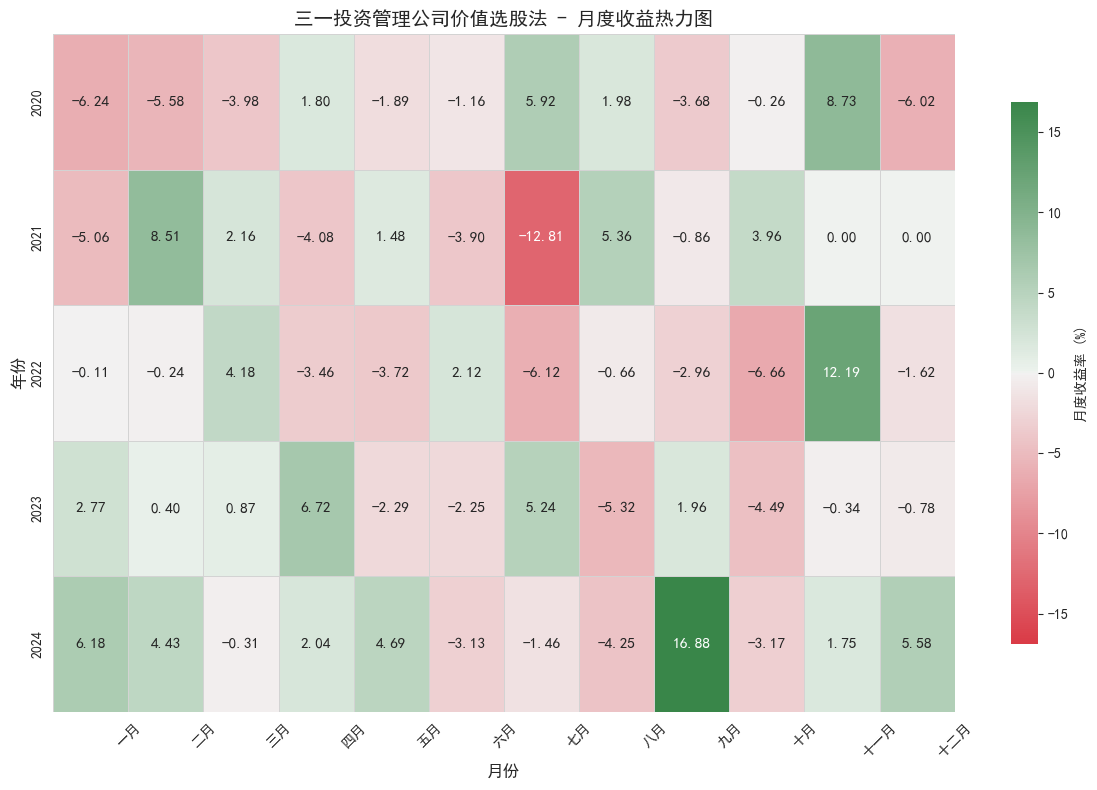 三一投资管理公司价值选股法 - 月度收益热力图
年份
2020 -6.24 -5.58 -3.98 1.80 -1.89 -1.16 5.92 1.98 -3.68 -0.26 8.73 -6.02
2021 -5.06 8.51 2.16 -4.08 1.48 -3.90 -12.81 5.36 -0.86 3.96 0.00 0.00
2022 -0.11 -0.24 4.18 -3.46 -3.72 2.12 -6.12 -0.66 -2.96 -6.66 12.19 -1.62
2023 2.77 0.40 0.87 6.72 -2.29 -2.25 5.24 -5.32 1.96 -4.49 -0.34 -0.78
2024 6.18 4.43 -0.31 2.04 4.69 -3.13 -1.46 -4.25 16.88 -3.17 1.75 5.58
一月 二月 三月 四月 五月 六月 七月 八月 九月 十月 十一月 十二月
月份
15
10
5
0
-5
-10
-15
月度收益率 (%)